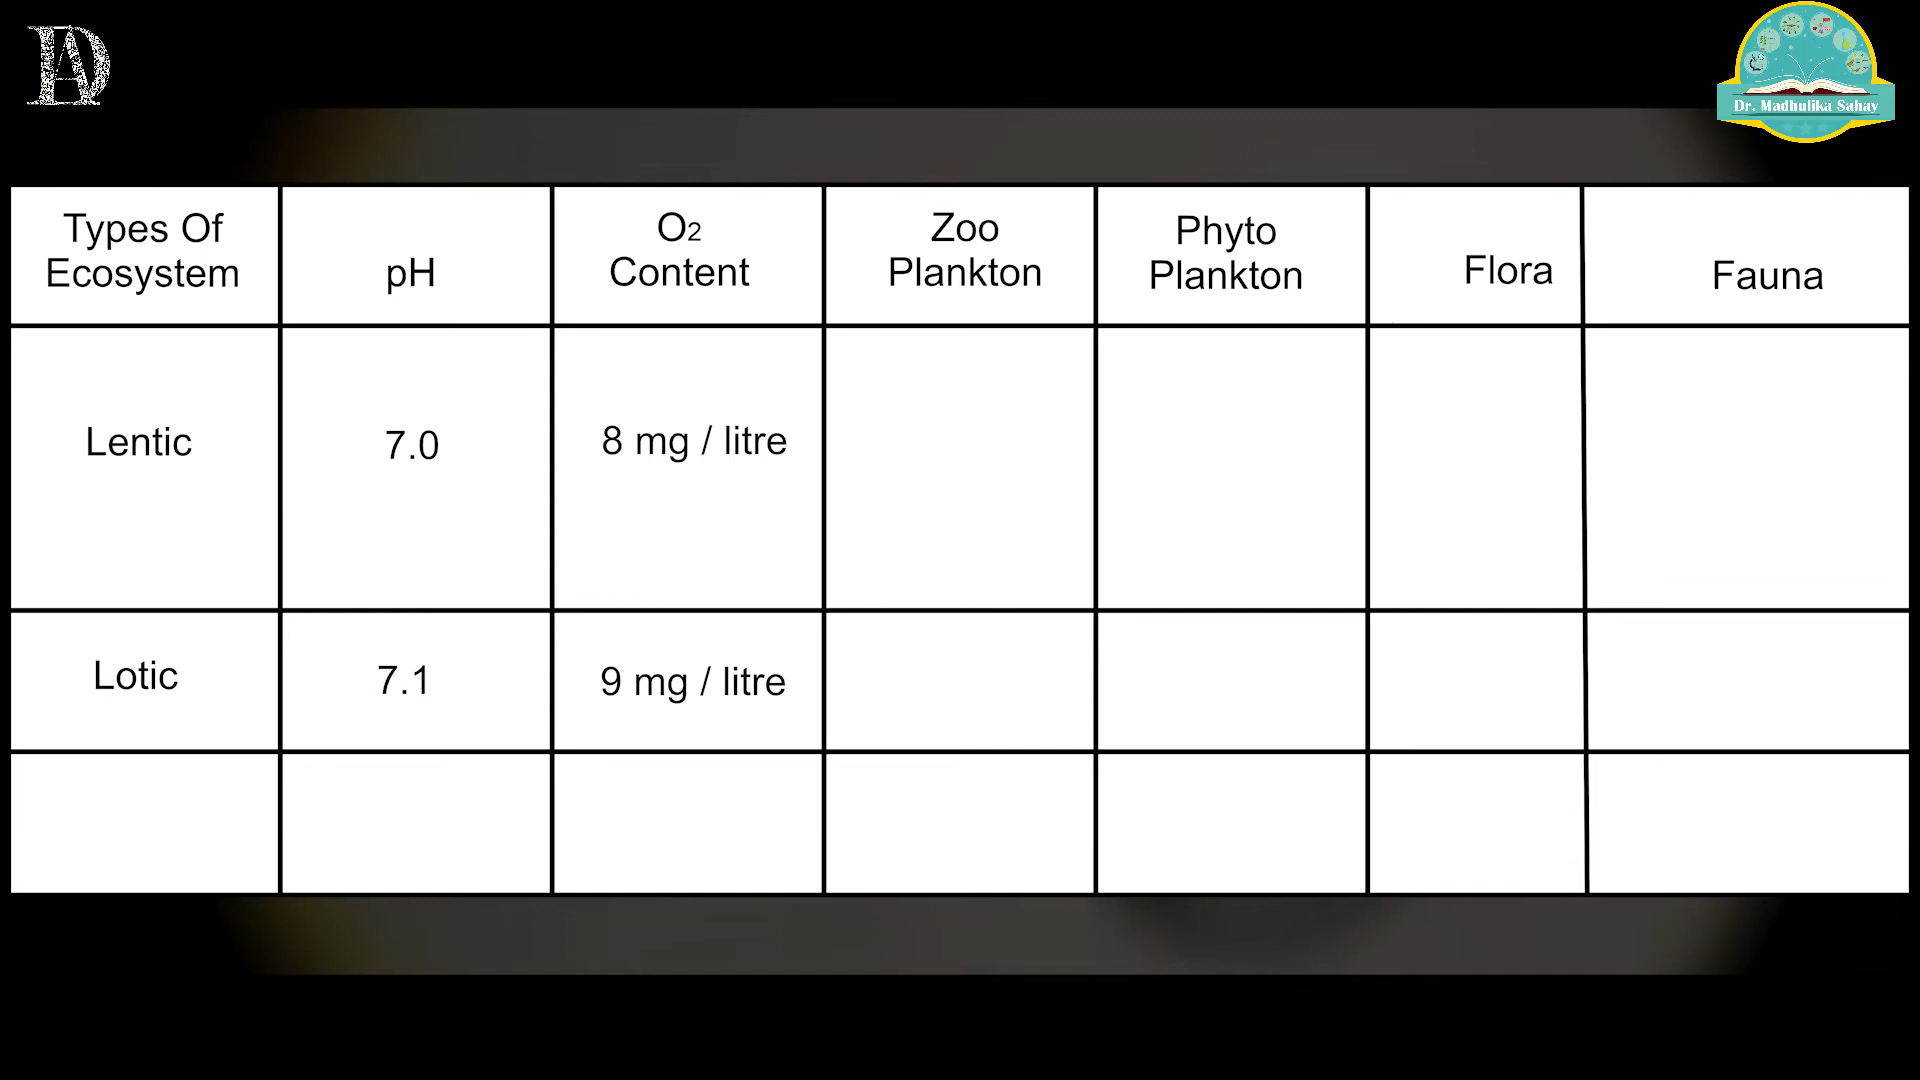 DA
Dr. Madhulika Sahay
Types Of
Ecosystem
pH
O2
Content
Zoo
Plankton
Phyto
Plankton
Flora
Fauna
Lentic
7.0
8 mg / litre
Lotic
7.1
9 mg / litre